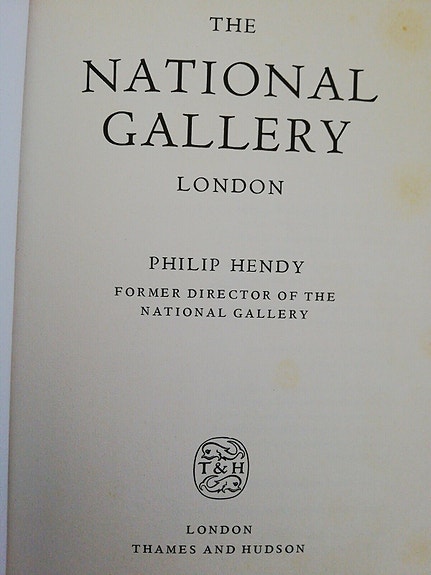 THE
NATIONAL
GALLERY
LONDON
PHILIP HENDY
FORMER DIRECTOR OF THE
NATIONAL GALLERY
T & H
LONDON
THAMES AND HUDSON